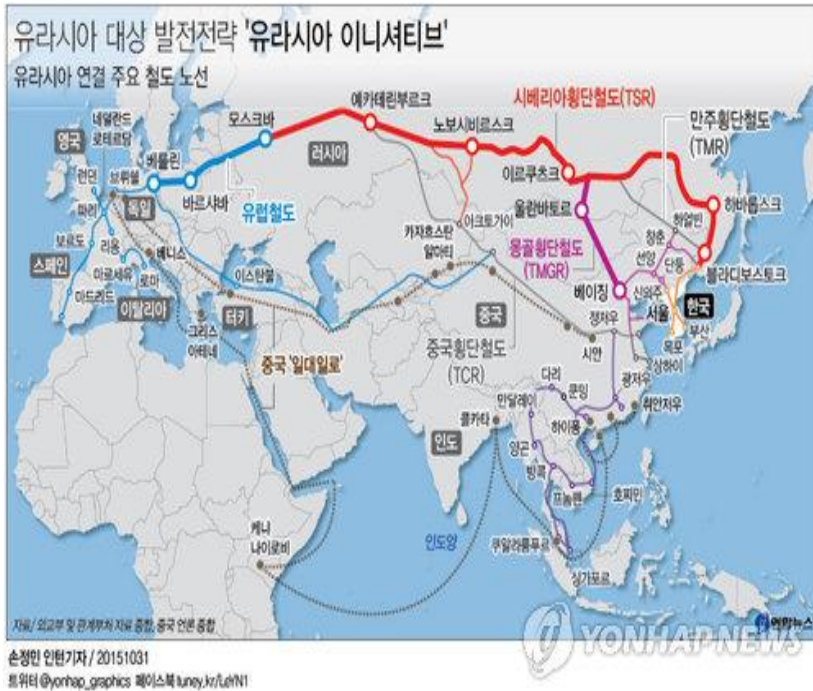 유라시아 대상 발전전략 '유라시아 이니셔티브'
유라시아 연결 주요 철도 노선
예카테린부르크
시베리아횡단철도(TSR)
모스크바
노보시비르스크
네덜란드
로테르담
만주횡단철도
(TMR)
영국
러시아
런던
브뤼셀
베를린
이르쿠츠크
하바롭스크
파리
독일
바르샤바
유럽철도
아크토가이
울란바토르
하얼빈
카자흐스탄
알마티
창춘
보르도
리옹
베니스
몽골횡단철도
(TMGR)
선양
단둥
블라디보스토크
스페인
마르세유
로마
이스탄불
베이징
신의주
한국
마드리드
이탈리아
터키
중국
정저우
서울
부산
그리스
아테네
중국 '일대일로'
중국횡단철도
(TCR)
시안
목포
상하이
다리
쿤밍
광저우
만달레이
취안저우
콜카타
하이퐁
인도
양곤
방콕
프놈펜
호찌민
케냐
나이로비
인도양
쿠알라룸푸르
싱가포르
자료/ 외교부 및 관계부처 자료 종합, 중국 언론 종합
연합뉴스
YONHAPNEWS
손정민 인턴기자 / 20151031
트위터 @yonhap_graphics 페이스북 tuney.kr/LeYN1